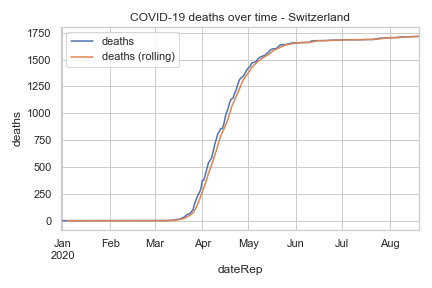 COVID-19 deaths over time - Switzerland
deaths
deaths (rolling)
1750
1500
1250
1000
750
500
250
0
deaths
Jan Feb Mar Apr May Jun Jul Aug
2020
dateRep